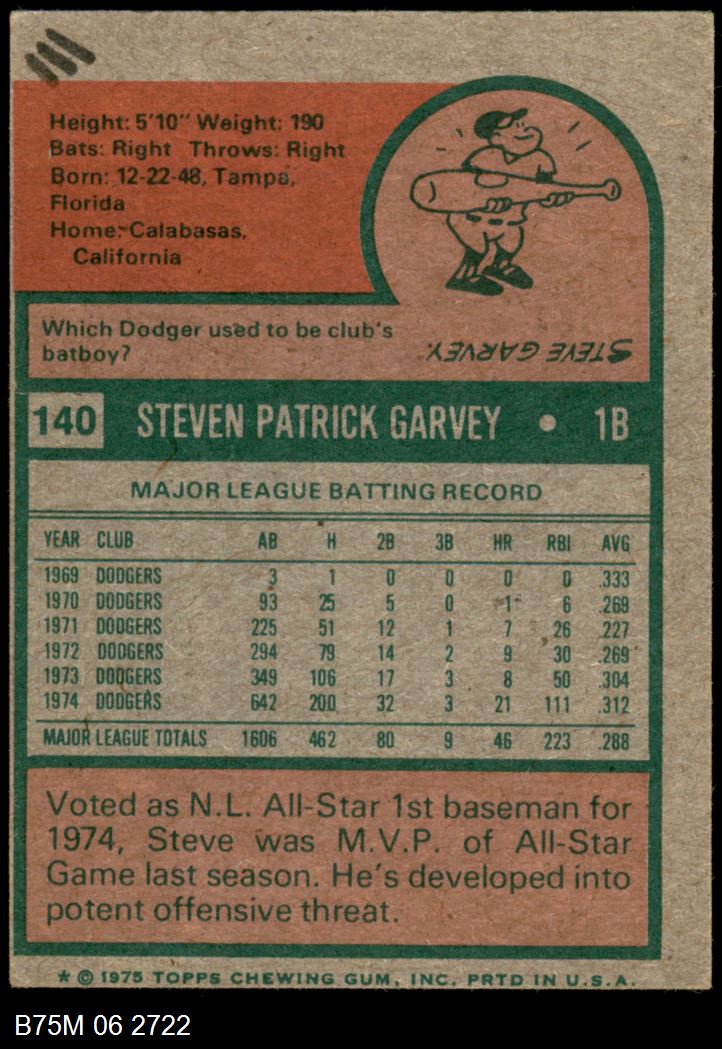 Height: 5'10" Weight: 190
Bats: Right Throws: Right
Born: 12-22-48, Tampa,
Florida
Home: Calabasas,
California
Which Dodger used to be club's
batboy?
STEVE GARVEY.
140 STEVEN PATRICK GARVEY • 1B
MAJOR LEAGUE BATTING RECORD
YEAR CLUB AB H 2B 3B HR RBI AVG
1969 DODGERS 3 1 0 0 0 0 .333
1970 DODGERS 93 25 5 0 1 6 .269
1971 DODGERS 225 51 12 1 7 26 .227
1972 DODGERS 294 79 14 2 9 30 .269
1973 DODGERS 349 106 17 3 8 50 .304
1974 DODGERS 642 200 32 3 21 111 .312
MAJOR LEAGUE TOTALS 1606 462 80 9 46 223 .288
Voted as N.L. All-Star 1st baseman for
1974, Steve was M.V.P. of All-Star
Game last season. He's developed into
potent offensive threat.
* © 1975 TOPPS CHEWING GUM, INC. PRTD IN U.S.A.
B75M 06 2722